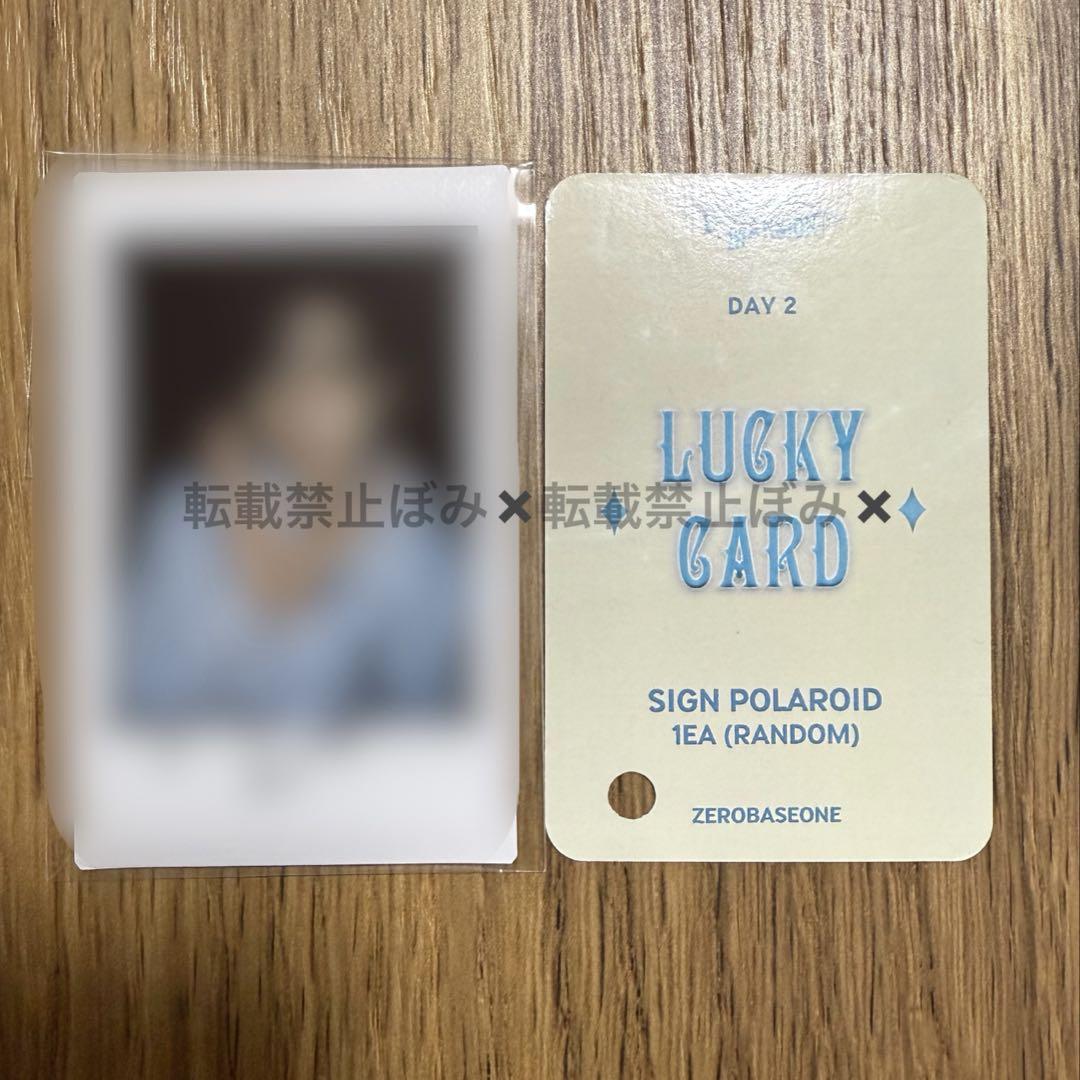 DAY 2
LUCKY
転載禁止ぼみ✖転載禁止ぼみ✖
CARD
SIGN POLAROID
1EA (RANDOM)
ZEROBASEONE